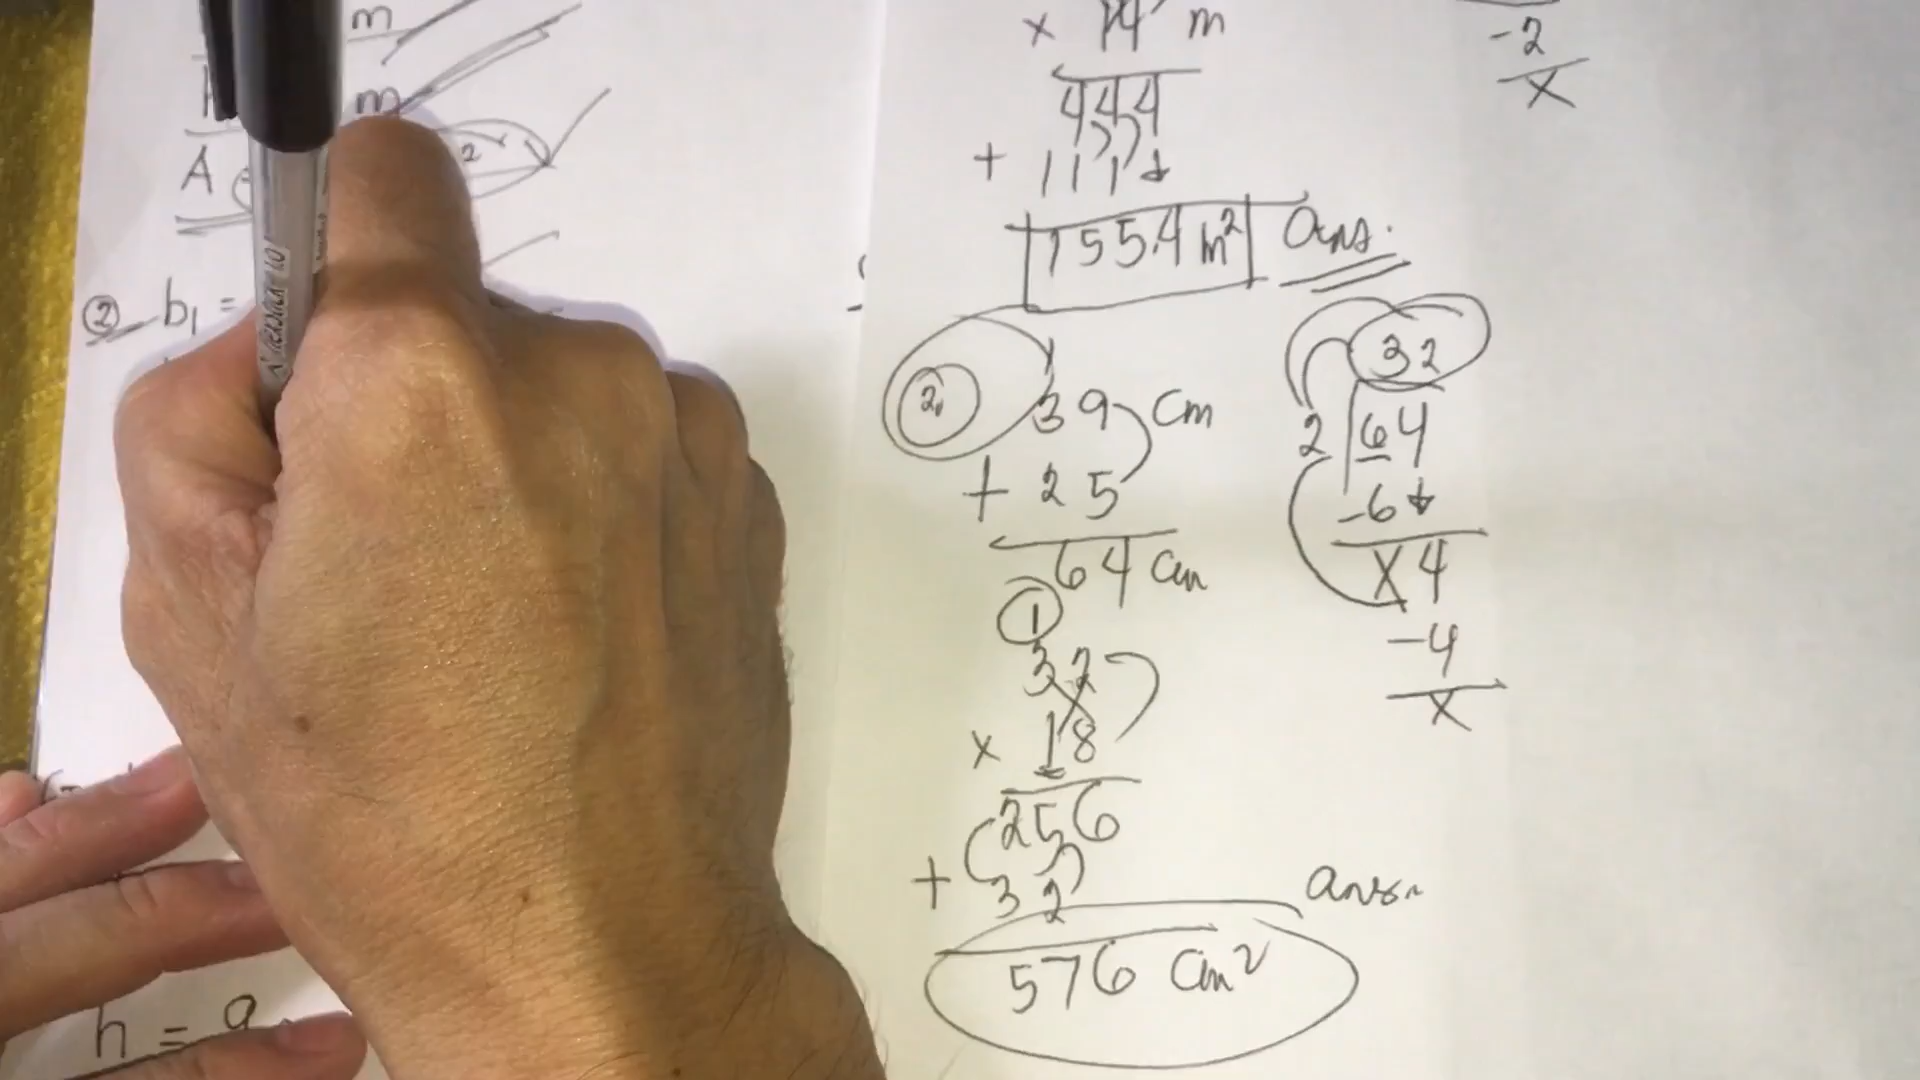 m
m
A
2
② b₁ =
h = 9
× 14 m
444
+ 111
155.4 m² Ans.
-2
X
2. 39 cm
+ 25
64 cm
1
32
× 18
256
+ 32
576 cm²
ans.
32
2 64
-6
X4
-4
X